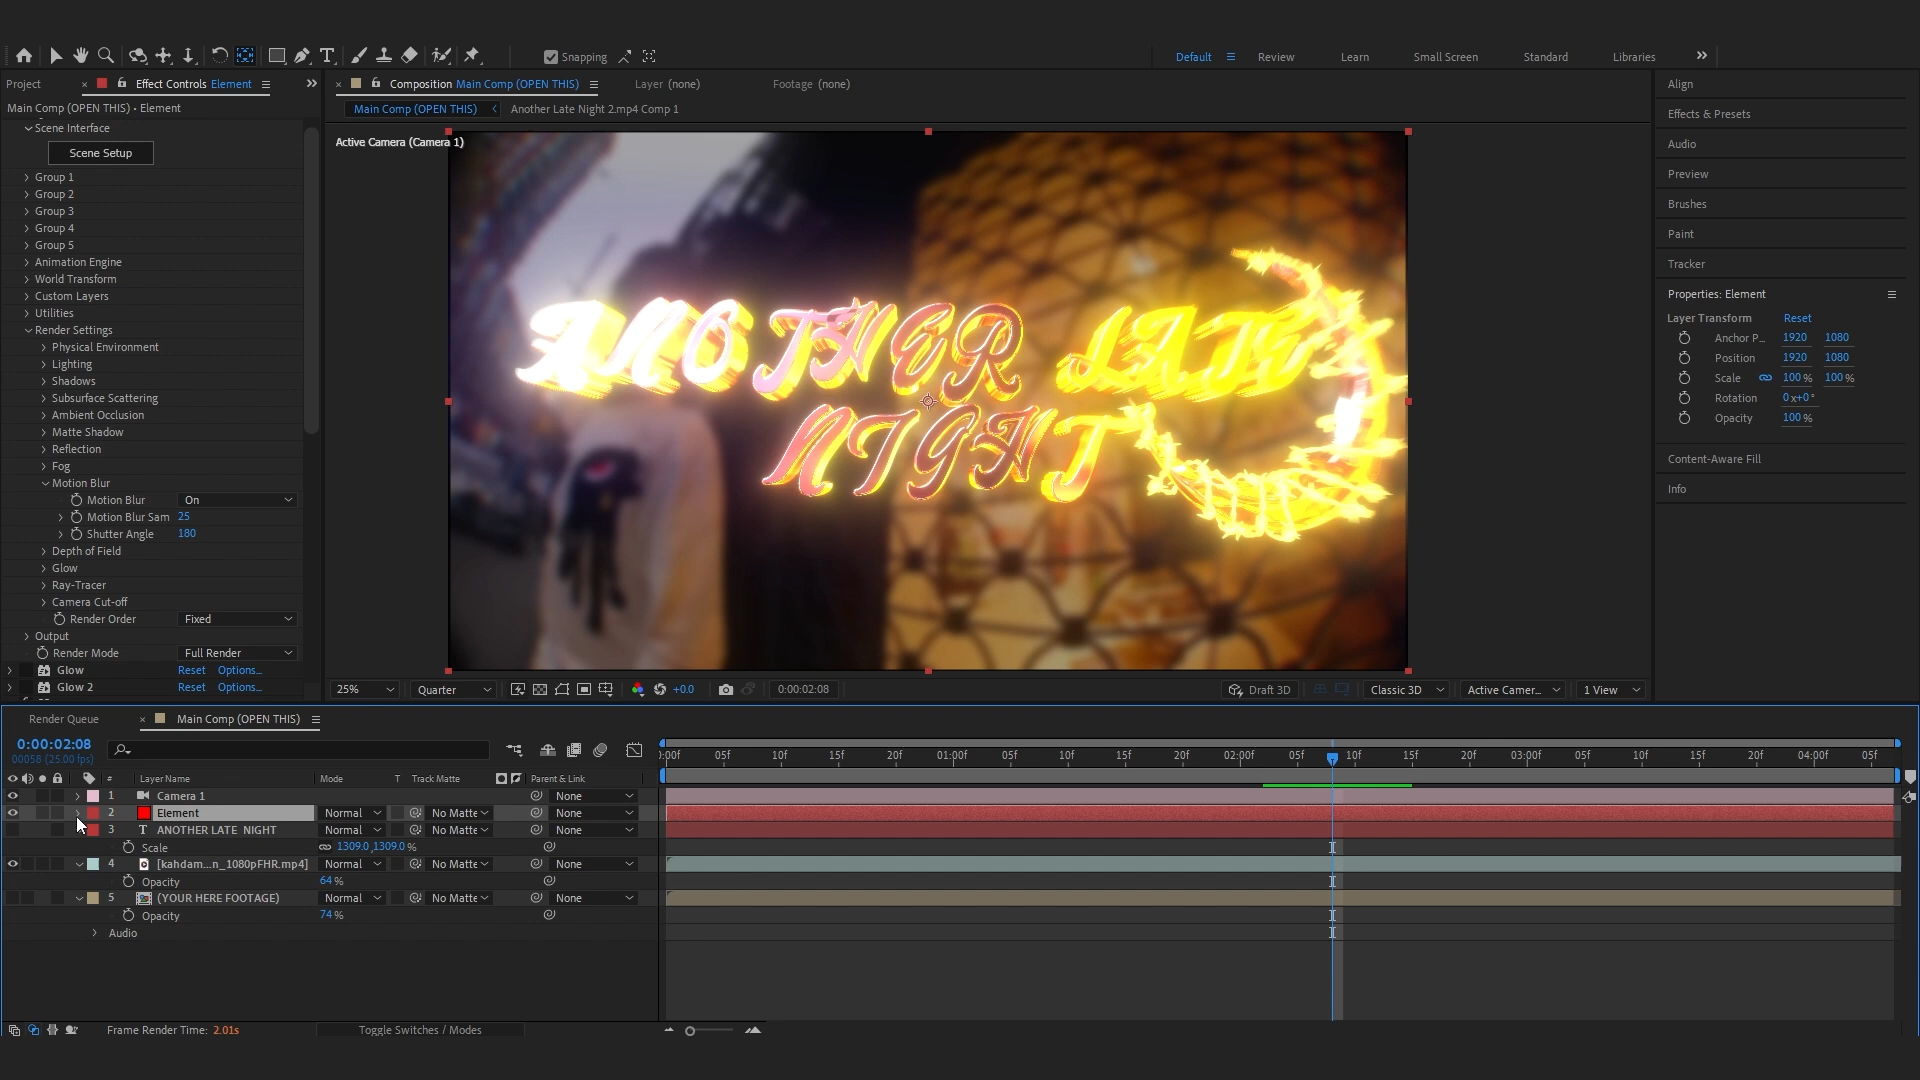 Snapping
Default
Review
Learn
Small Screen
Standard
Libraries
Project
Effect Controls Element
Composition Main Comp (OPEN THIS)
Layer (none)
Footage (none)
Main Comp (OPEN THIS) • Element
Main Comp (OPEN THIS)
Another Late Night 2.mp4 Comp 1
Active Camera (Camera 1)
Scene Interface
Scene Setup
Group 1
Group 2
Group 3
Group 4
Group 5
Animation Engine
World Transform
Custom Layers
Utilities
Render Settings
Physical Environment
Lighting
Shadows
Subsurface Scattering
Ambient Occlusion
Matte Shadow
Reflection
Fog
Motion Blur
Motion Blur On
Motion Blur Sam 25
Shutter Angle 180
Depth of Field
Glow
Ray-Tracer
Camera Cut-off
Render Order Fixed
Output
Render Mode Full Render
Glow Reset Options...
Glow 2 Reset Options...
ANOTHER LATE
NIGHT
25%
Quarter
+0.0
0:00:02:08
Draft 3D
Classic 3D
Active Camer...
1 View
Align
Effects & Presets
Audio
Preview
Brushes
Paint
Tracker
Properties: Element
Layer Transform Reset
Anchor P... 1920 1080
Position 1920 1080
Scale 100 % 100 %
Rotation 0x+0°
Opacity 100 %
Content-Aware Fill
Info
Render Queue
Main Comp (OPEN THIS)
0:00:02:08
00058 (25.00 fps)
):00f 05f 10f 15f 20f 01:00f 05f 10f 15f 20f 02:00f 05f 10f 15f 20f 03:00f 05f 10f 15f 20f 04:00f 05f
# Layer Name Mode T Track Matte Parent & Link
1 Camera 1 None
2 Element Normal No Matte None
3 T ANOTHER LATE NIGHT Normal No Matte None
Scale 1309.0,1309.0 %
4 [kahdam...n_1080pFHR.mp4] Normal No Matte None
Opacity 64 %
5 (YOUR HERE FOOTAGE) Normal No Matte None
Opacity 74 %
Audio
Frame Render Time: 2.01s
Toggle Switches / Modes